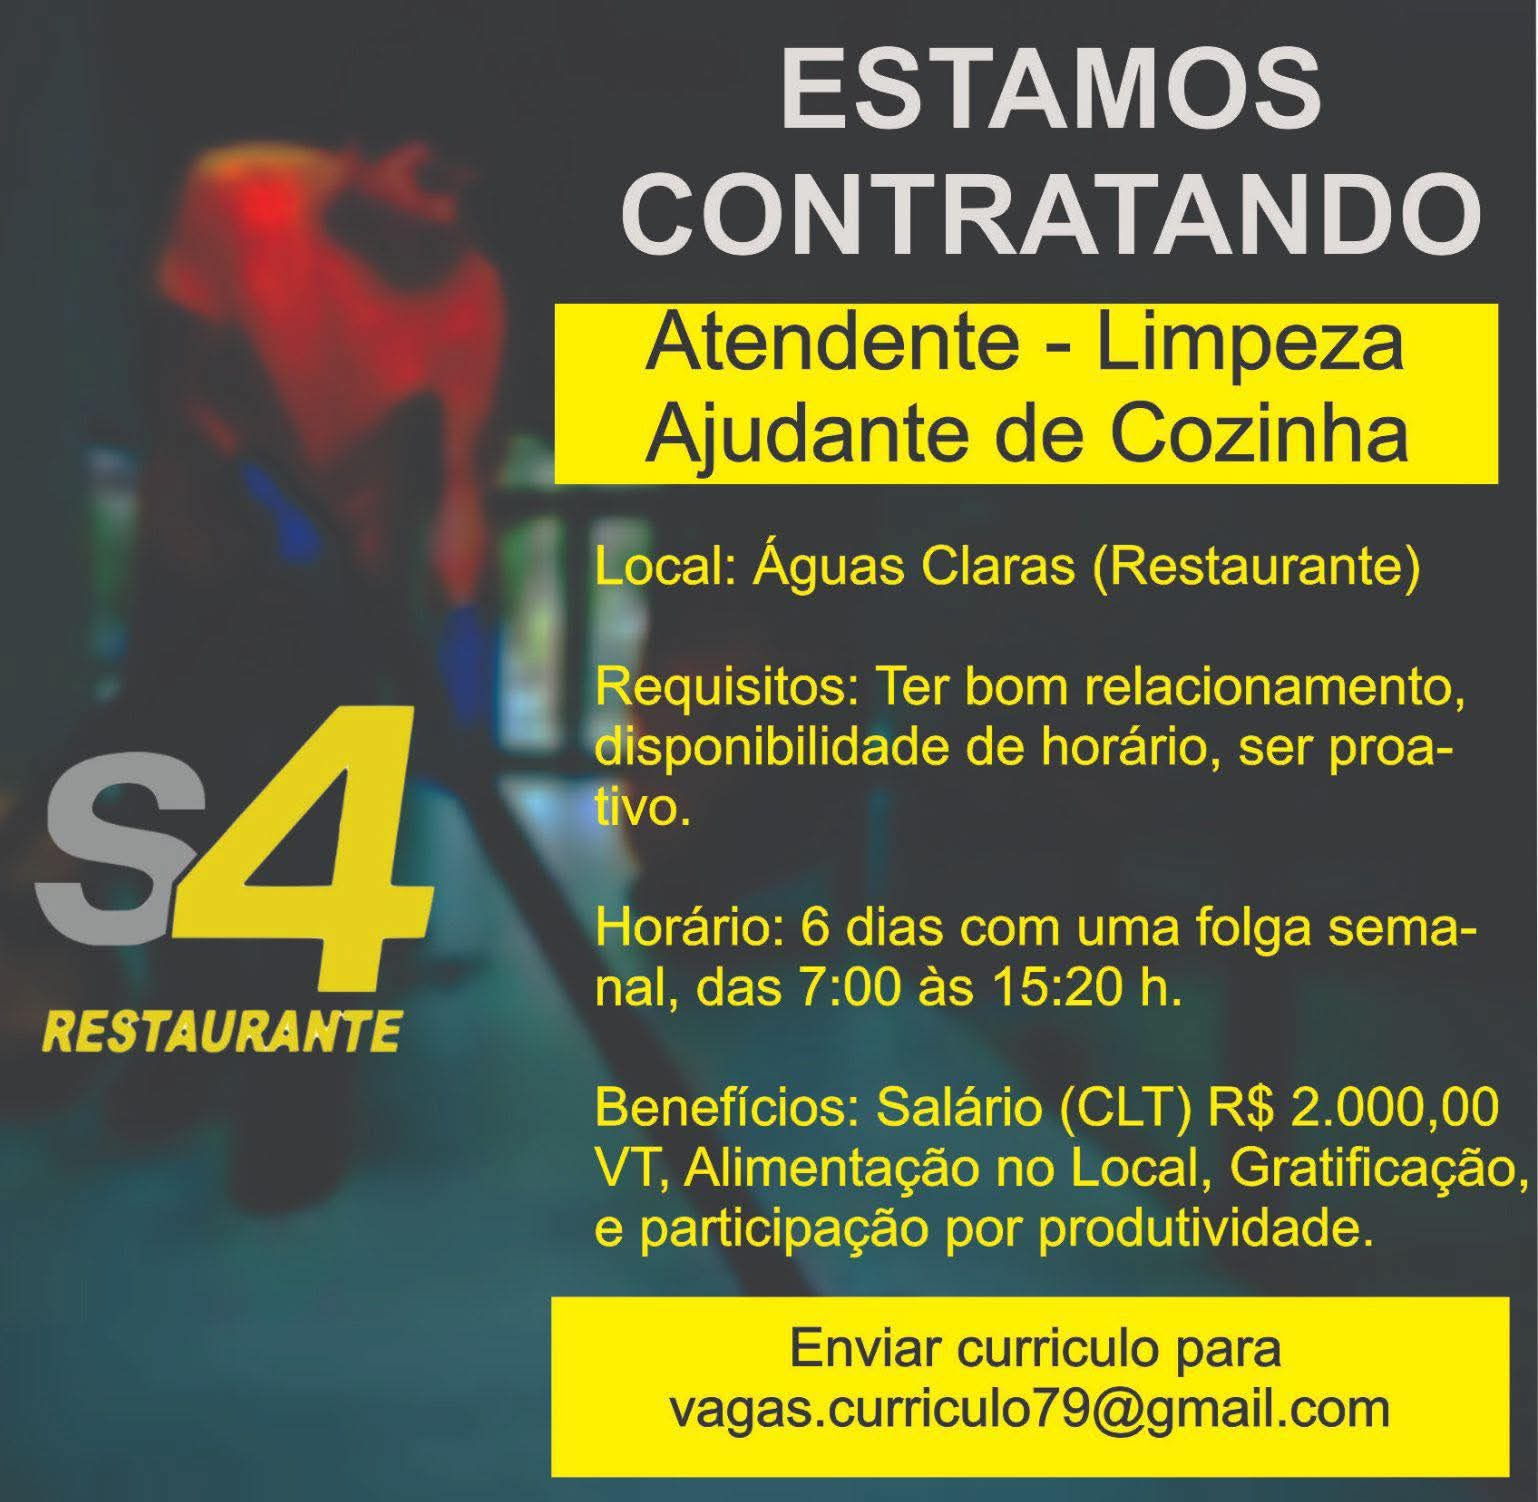 ESTAMOS
CONTRATANDO
Atendente - Limpeza
Ajudante de Cozinha
Local: Águas Claras (Restaurante)
Requisitos: Ter bom relacionamento,
disponibilidade de horário, ser proa-
tivo.
Horário: 6 dias com uma folga sema-
nal, das 7:00 às 15:20 h.
Benefícios: Salário (CLT) R$ 2.000,00
VT, Alimentação no Local, Gratificação,
e participação por produtividade.
S4
RESTAURANTE
Enviar curriculo para
vagas.curriculo79@gmail.com